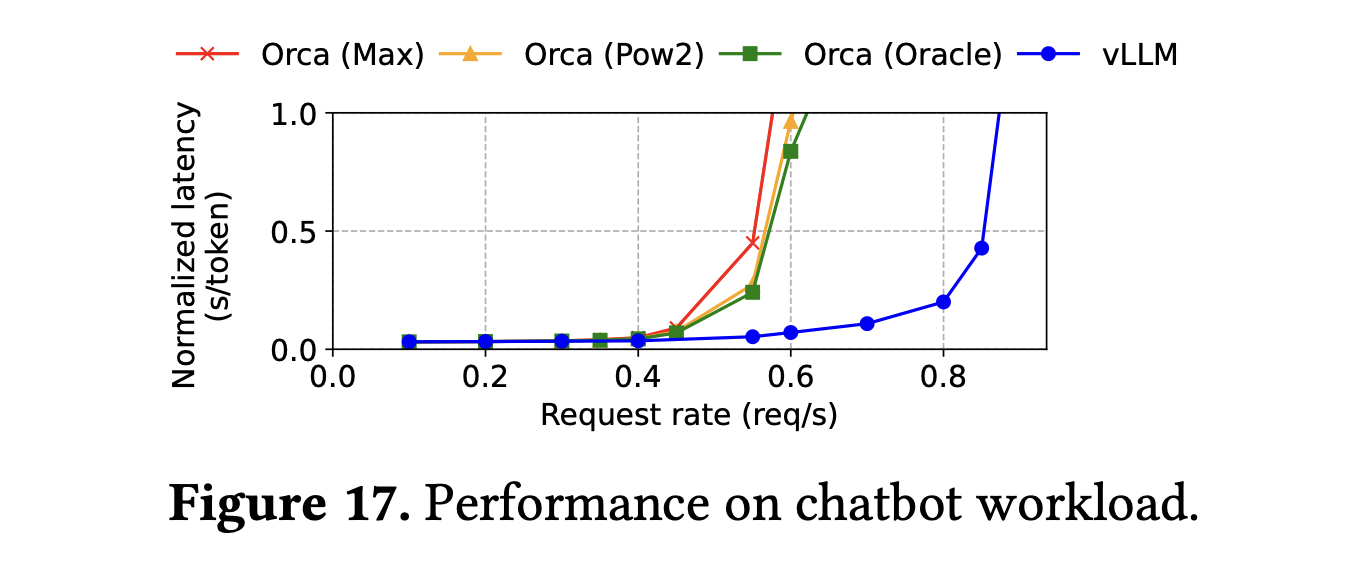 Orca (Max) Orca (Pow2) Orca (Oracle) vLLM
Normalized latency
(s/token)
1.0
0.5
0.0
0.0 0.2 0.4 0.6 0.8
Request rate (req/s)
Figure 17. Performance on chatbot workload.